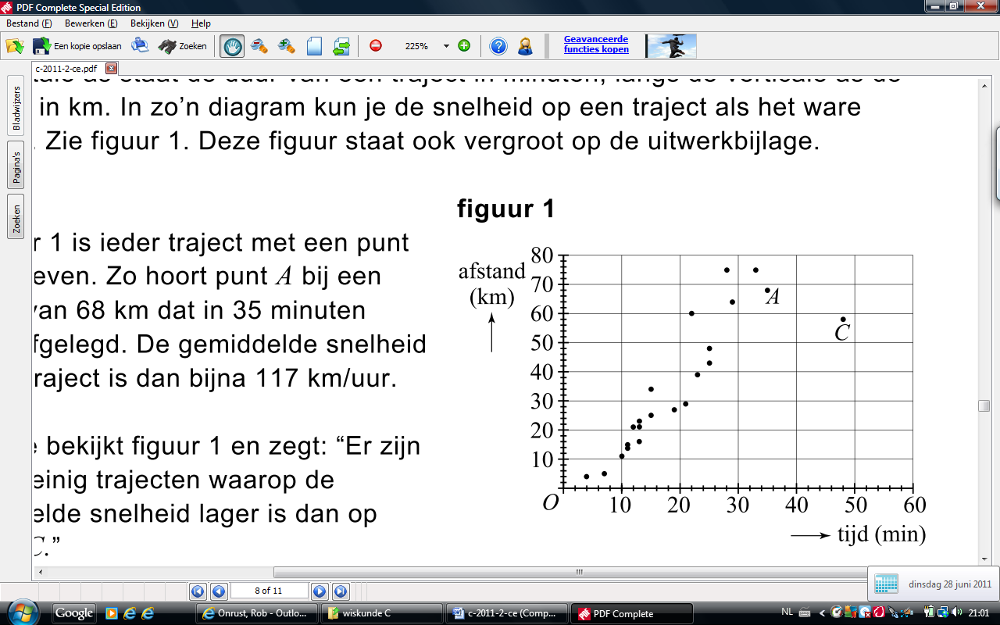 PDF Complete Special Edition
Bestand (F) Bewerken (E) Bekijken (V) Help
Een kopie opslaan Zoeken 225% Geavanceerde
functies kopen
c-2011-2-ce.pdf
Bladwijzers
Pagina's
Zoeken
in km. In zo’n diagram kun je de snelheid op een traject als het ware
. Zie figuur 1. Deze figuur staat ook vergroot op de uitwerkbijlage.
r 1 is ieder traject met een punt
even. Zo hoort punt A bij een
van 68 km dat in 35 minuten
fgelegd. De gemiddelde snelheid
raject is dan bijna 117 km/uur.
e bekijkt figuur 1 en zegt: “Er zijn
einig trajecten waarop de
elde snelheid lager is dan op
C.”
figuur 1
afstand
(km)
80
70
60
50
40
30
20
10
A
C
O 10 20 30 40 50 60
tijd (min)
8 of 11
dinsdag 28 juni 2011
Google Onrust, Rob - Outlo... wiskunde C c-2011-2-ce (Comp... PDF Complete NL 21:01